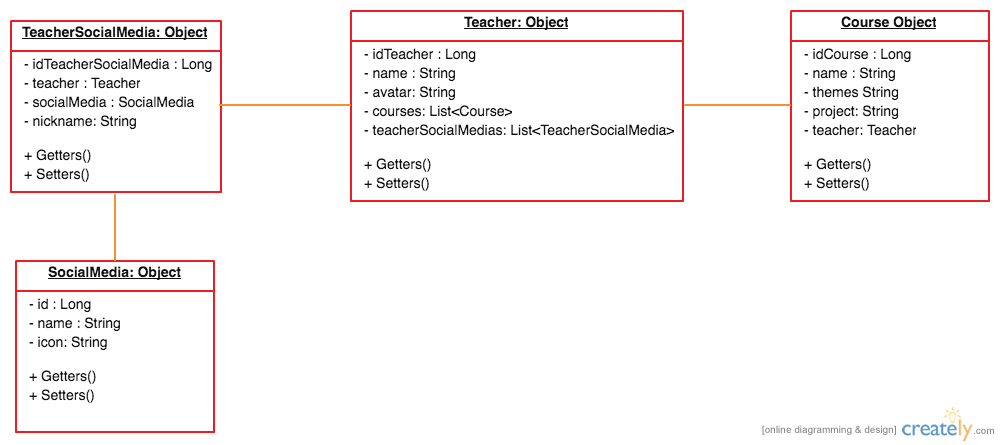 TeacherSocialMedia: Object
- idTeacherSocialMedia : Long
- teacher : Teacher
- socialMedia : SocialMedia
- nickname: String
+ Getters()
+ Setters()
Teacher: Object
- idTeacher : Long
- name : String
- avatar: String
- courses: List<Course>
- teacherSocialMedias: List<TeacherSocialMedia>
+ Getters()
+ Setters()
Course Object
- idCourse : Long
- name : String
- themes String
- project: String
- teacher: Teacher
+ Getters()
+ Setters()
SocialMedia: Object
- id : Long
- name : String
- icon: String
+ Getters()
+ Setters()
[online diagramming & design] creately.com